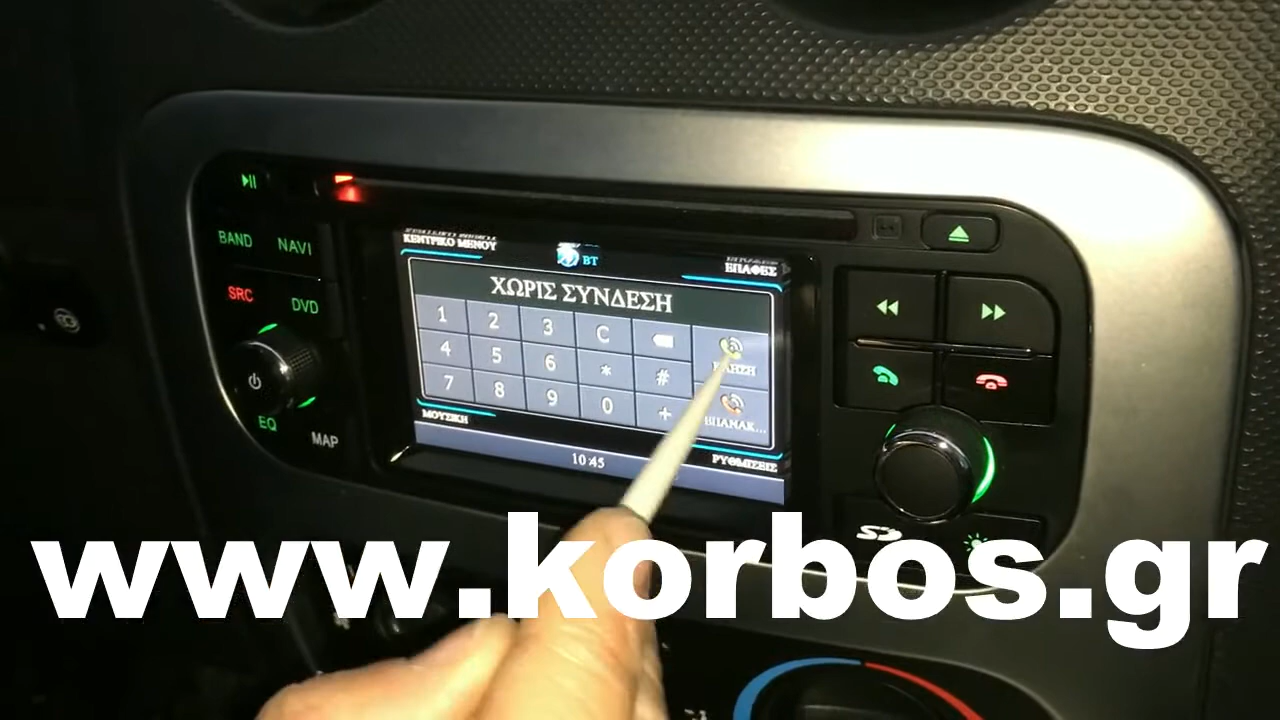 BAND NAVI
SRC DVD
EQ
MAP
ΚΕΝΤΡΙΚΟ ΜΕΝΟΥ
BT
ΕΠΑΦΕΣ
ΧΩΡΙΣ ΣΥΝΔΕΣΗ
1 2 3 C
4 5 6 * #
7 8 9 0 +
ΕΠΑΝΑΚ...
ΜΟΥΣΙΚΗ
10:45
ΡΥΘΜΙΣΕΙΣ
SD
www.korbos.gr